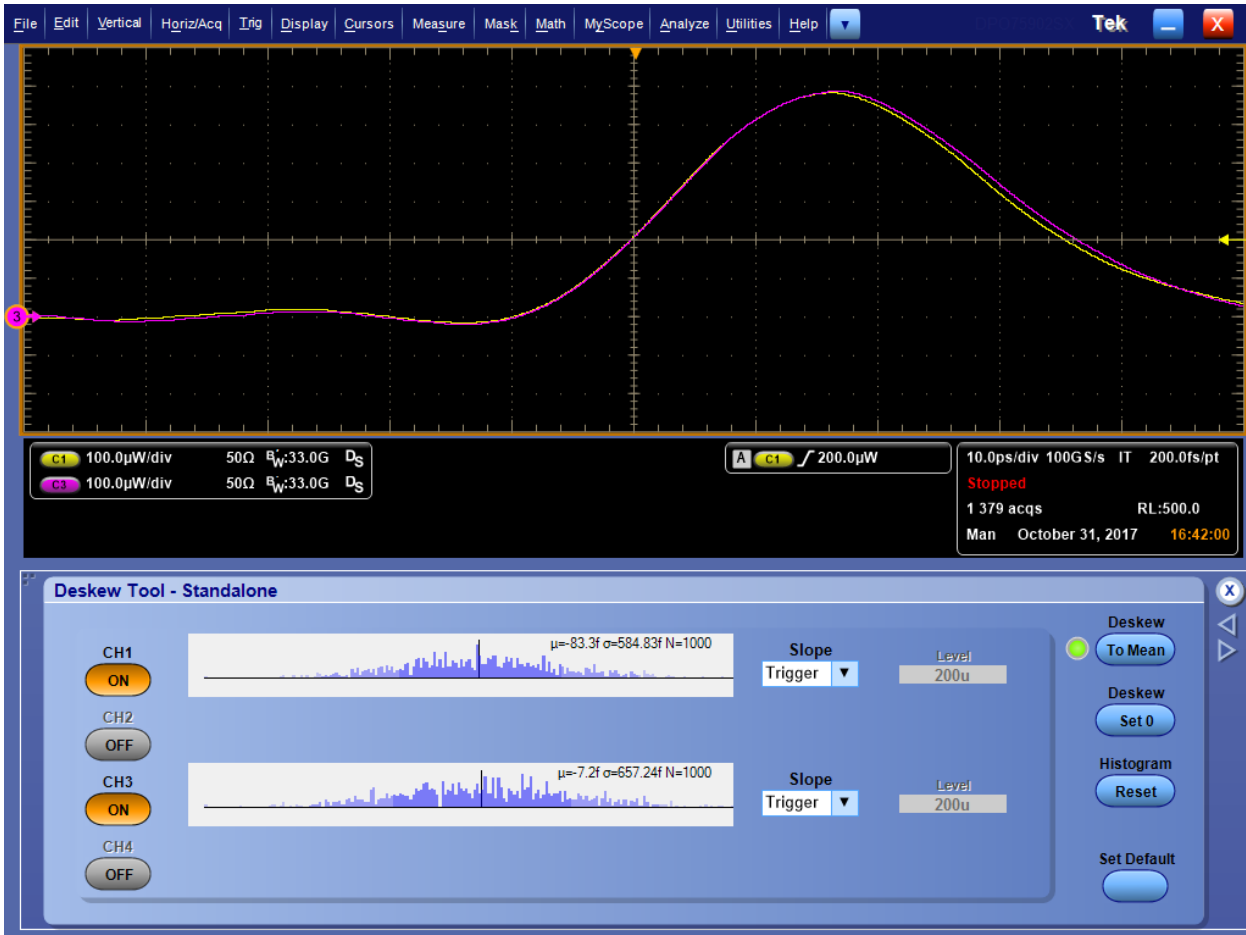 File Edit Vertical Horiz/Acq Trig Display Cursors Measure Mask Math MyScope Analyze Utilities Help Tek X
3
C1 100.0µW/div 50Ω BW:33.0G DS
C3 100.0µW/div 50Ω BW:33.0G DS
A C1 200.0µW
10.0ps/div 100GS/s IT 200.0fs/pt
Stopped
1 379 acqs RL:500.0
Man October 31, 2017 16:42:00
Deskew Tool - Standalone
X
CH1
ON
µ=-83.3f σ=584.83f N=1000
Slope
Trigger
Level
200u
CH2
OFF
CH3
ON
µ=-7.2f σ=657.24f N=1000
Slope
Trigger
Level
200u
CH4
OFF
Deskew
To Mean
Deskew
Set 0
Histogram
Reset
Set Default